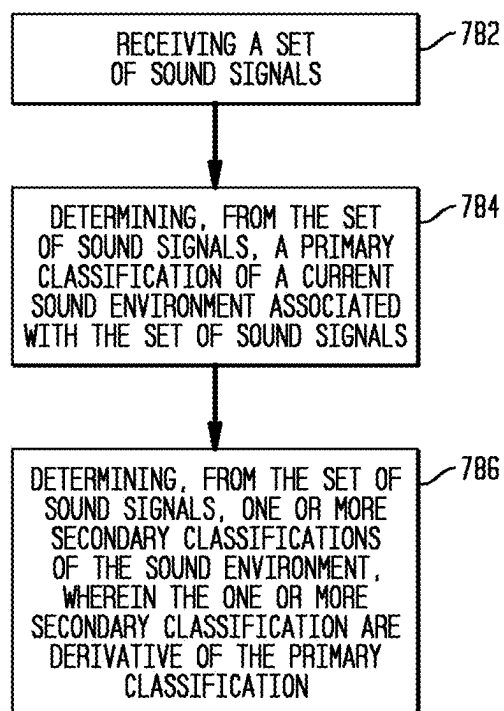 RECEIVING A SET
OF SOUND SIGNALS
782
DETERMINING, FROM THE SET
OF SOUND SIGNALS, A PRIMARY
CLASSIFICATION OF A CURRENT
SOUND ENVIRONMENT ASSOCIATED
WITH THE SET OF SOUND SIGNALS
784
DETERMINING, FROM THE SET OF
SOUND SIGNALS, ONE OR MORE
SECONDARY CLASSIFICATIONS
OF THE SOUND ENVIRONMENT,
WHEREIN THE ONE OR MORE
SECONDARY CLASSIFICATION ARE
DERIVATIVE OF THE PRIMARY
CLASSIFICATION
786